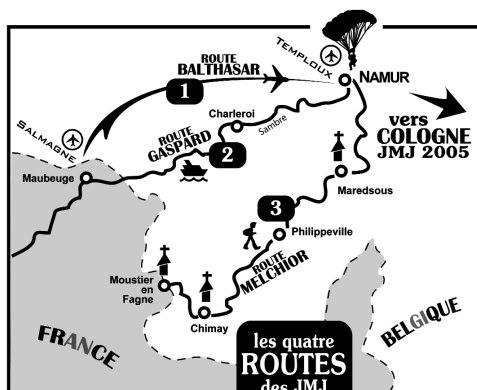 TEMPLOUX
ROUTE
BALTHASAR
1
NAMUR
SALMAGNE
Charleroi
Sambre
vers
COLOGNE
JMJ 2005
ROUTE
GASPARD
2
Maubeuge
Maredsous
3
Philippeville
ROUTE
MELCHIOR
Moustier
en
Fagne
Chimay
FRANCE
BELGIQUE
les quatre
ROUTES
des JMJ